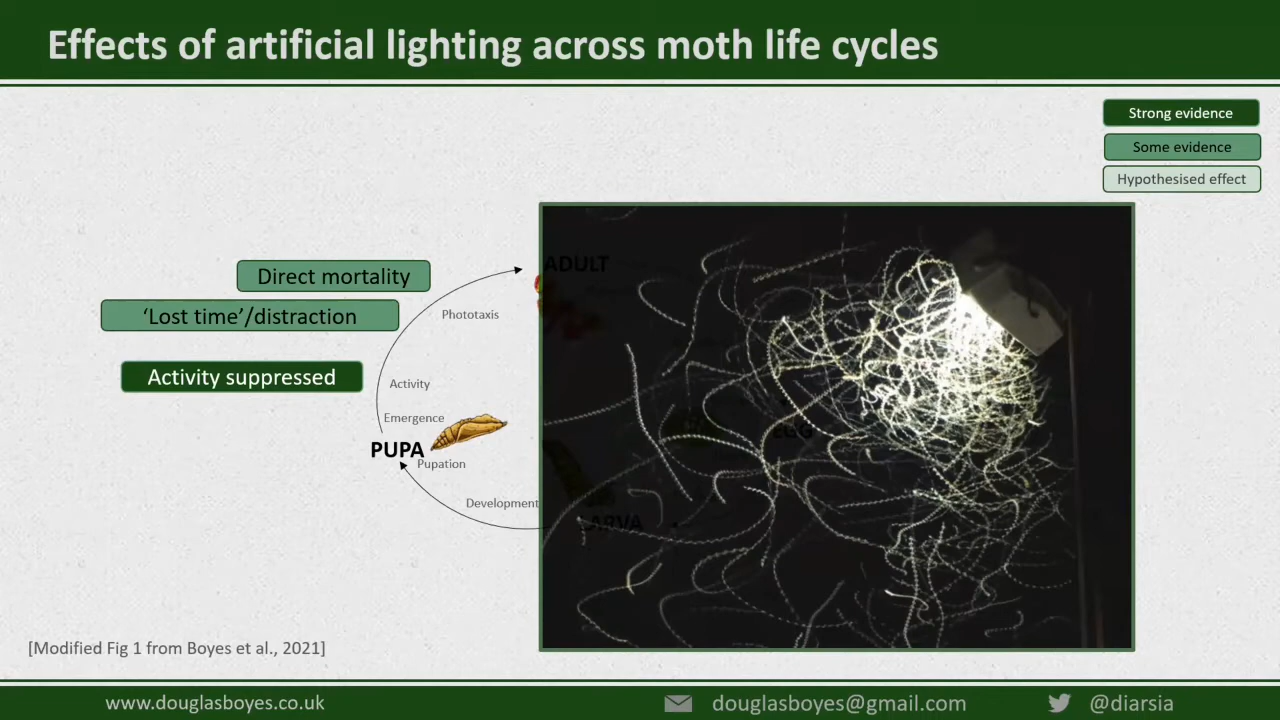 Effects of artificial lighting across moth life cycles
Strong evidence
Some evidence
Hypothesised effect
ADULT
Direct mortality
'Lost time'/distraction
Phototaxis
Activity suppressed
Activity
Emergence
EGG
PUPA
Pupation
Development
LARVA
[Modified Fig 1 from Boyes et al., 2021]
www.douglasboyes.co.uk
douglasboyes@gmail.com
@diarsia